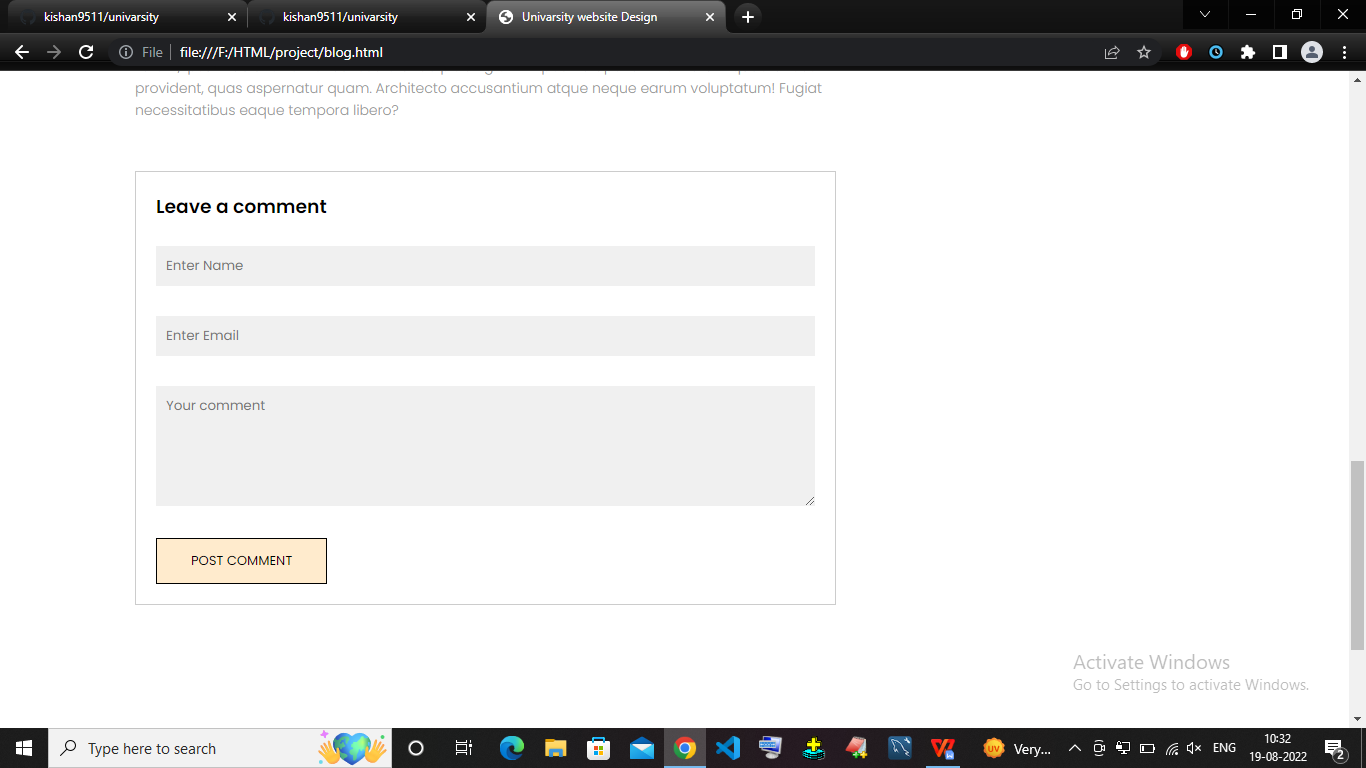 kishan9511/univarsity
kishan9511/univarsity
Univarsity website Design
File
file:///F:/HTML/project/blog.html
provident, quas aspernatur quam. Architecto accusantium atque neque earum voluptatum! Fugiat
necessitatibus eaque tempora libero?
Leave a comment
Enter Name
Enter Email
Your comment
POST COMMENT
Activate Windows
Go to Settings to activate Windows.
Type here to search
UV
Very...
ENG
10:32
19-08-2022
2